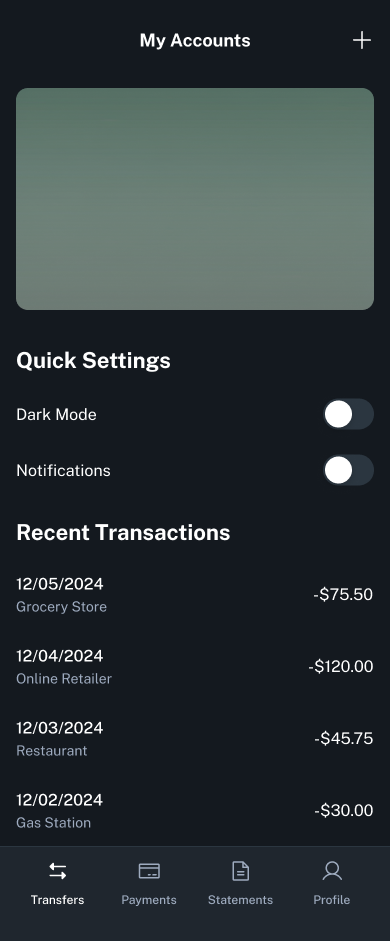 My Accounts
Quick Settings
Dark Mode
Notifications
Recent Transactions
12/05/2024
Grocery Store
-$75.50
12/04/2024
Online Retailer
-$120.00
12/03/2024
Restaurant
-$45.75
12/02/2024
Gas Station
-$30.00
Transfers
Payments
Statements
Profile